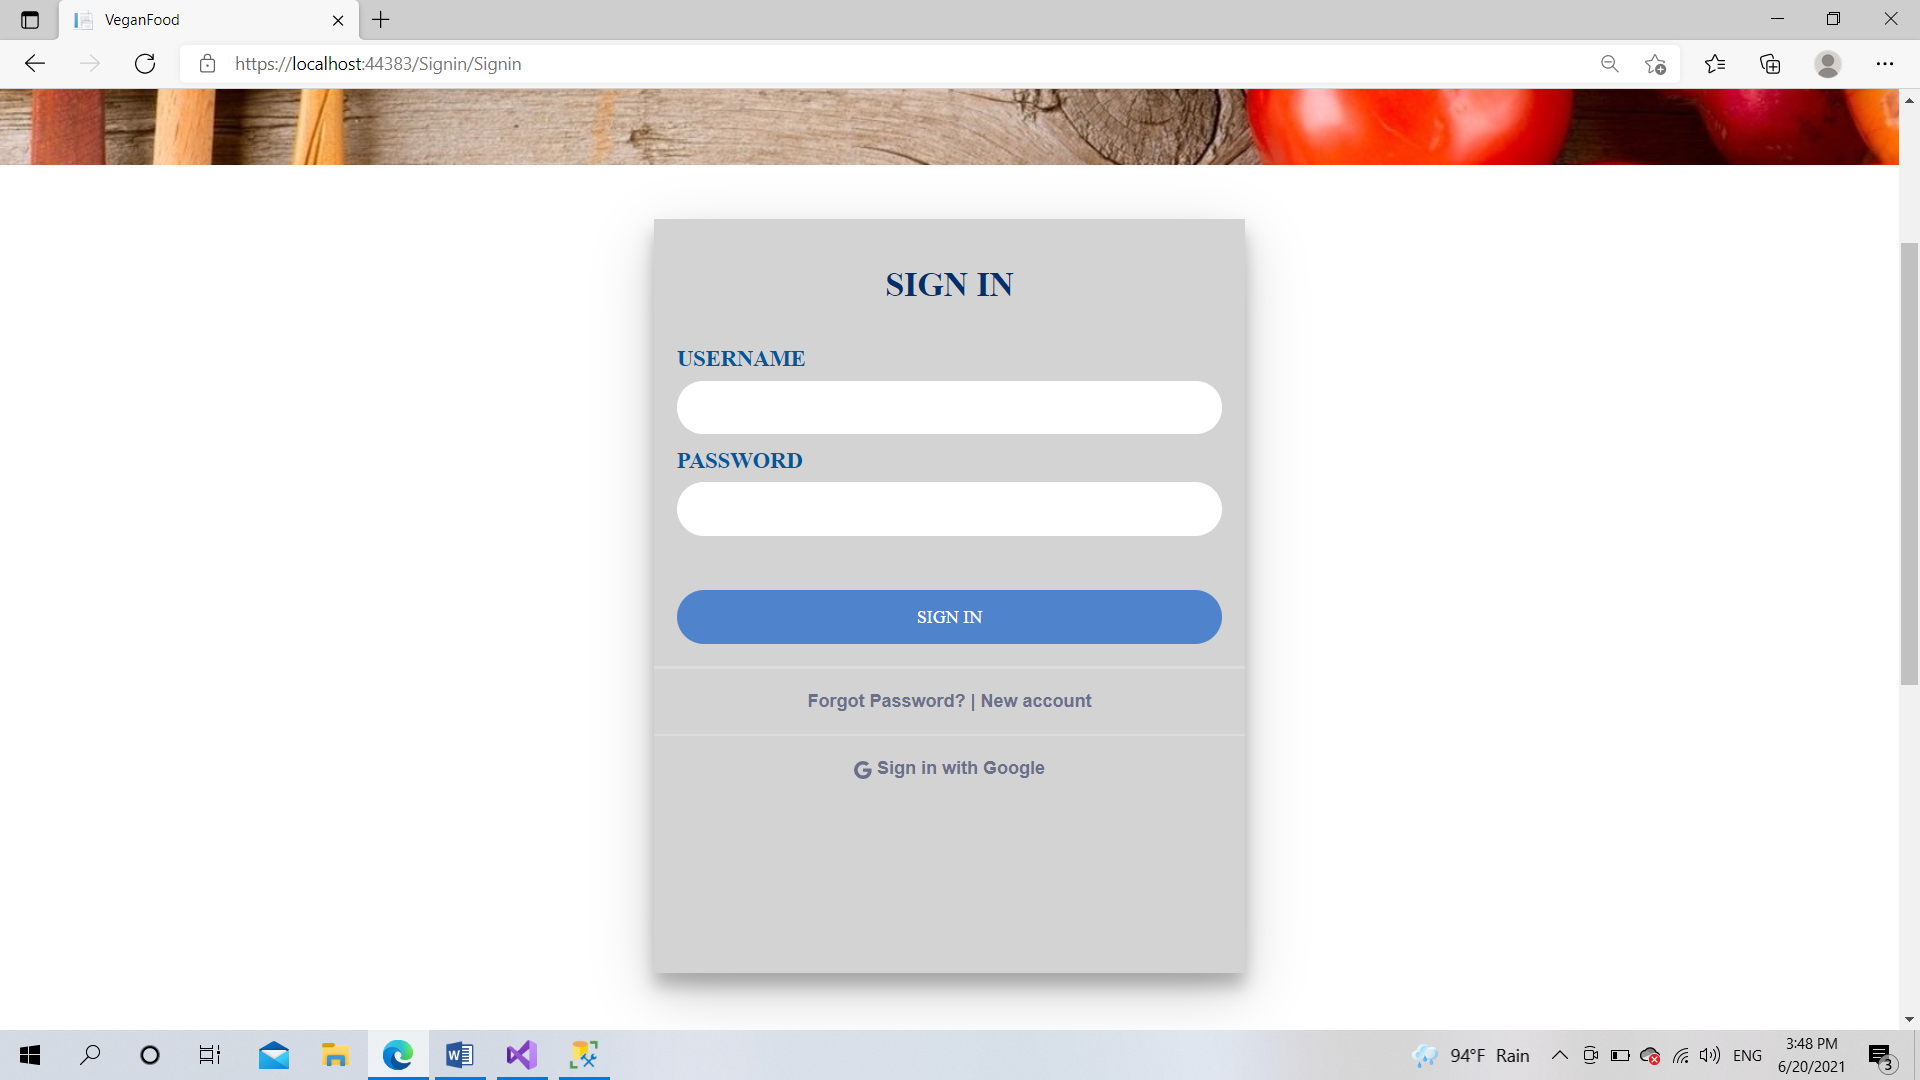 VeganFood
https://localhost:44383/Signin/Signin
SIGN IN
USERNAME
PASSWORD
SIGN IN
Forgot Password? | New account
G Sign in with Google
94°F Rain
ENG
3:48 PM
6/20/2021
3